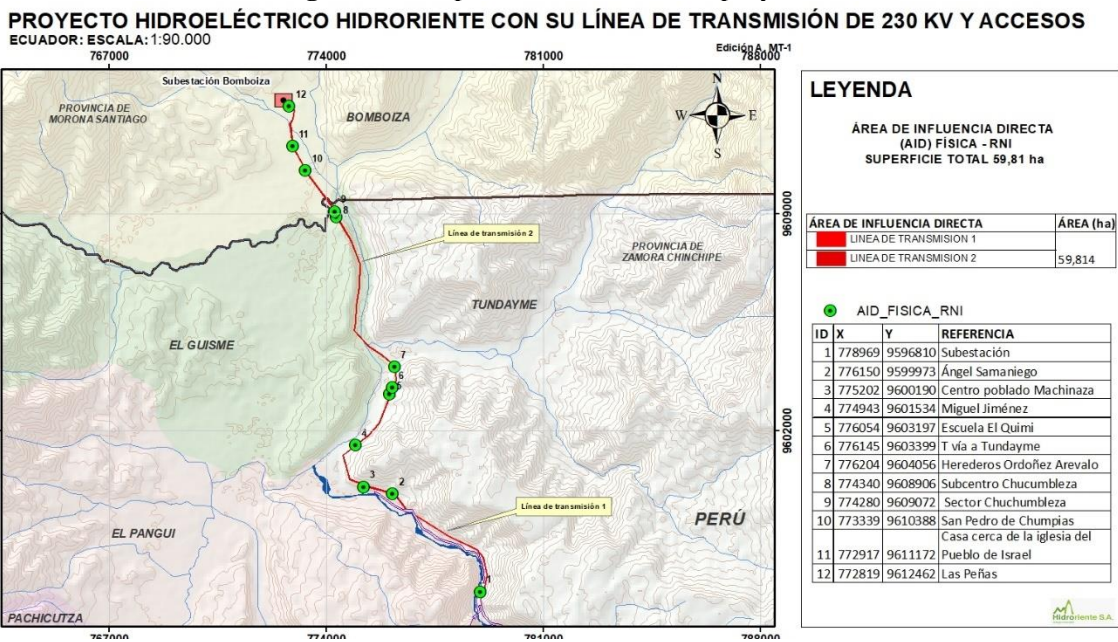 PROYECTO HIDROELÉCTRICO HIDRORIENTE CON SU LÍNEA DE TRANSMISIÓN DE 230 KV Y ACCESOS
ECUADOR: ESCALA: 1:90.000
Edición A, MT-1
767000 774000 781000 788000
Subestación Bomboiza
PROVINCIA DE
MORONA SANTIAGO
BOMBOIZA
N
W E
S
12
11
10
9
8
9609000
Línea de transmisión 2
PROVINCIA DE
ZAMORA CHINCHIPE
TUNDAYME
EL GUISME
7
6
5
4
9602000
3
2
Línea de transmisión 1
PERÚ
EL PANGUI
1
PACHICUTZA
767000 774000 781000 788000
LEYENDA
ÁREA DE INFLUENCIA DIRECTA
(AID) FÍSICA - RNI
SUPERFICIE TOTAL 59,81 ha
ÁREA DE INFLUENCIA DIRECTA ÁREA (ha)
LINEA DE TRANSMISION 1
LINEA DE TRANSMISION 2 59,814
AID_FISICA_RNI
ID X Y REFERENCIA
1 778969 9596810 Subestación
2 776150 9599973 Ángel Samaniego
3 775202 9600190 Centro poblado Machinaza
4 774943 9601534 Miguel Jiménez
5 776054 9603197 Escuela El Quimi
6 776145 9603399 T vía a Tundayme
7 776204 9604056 Herederos Ordoñez Arevalo
8 774340 9608906 Subcentro Chucumbleza
9 774280 9609072 Sector Chuchumbleza
10 773339 9610388 San Pedro de Chumpias
Casa cerca de la iglesia del
11 772917 9611172 Pueblo de Israel
12 772819 9612462 Las Peñas
Hidroriente S.A.